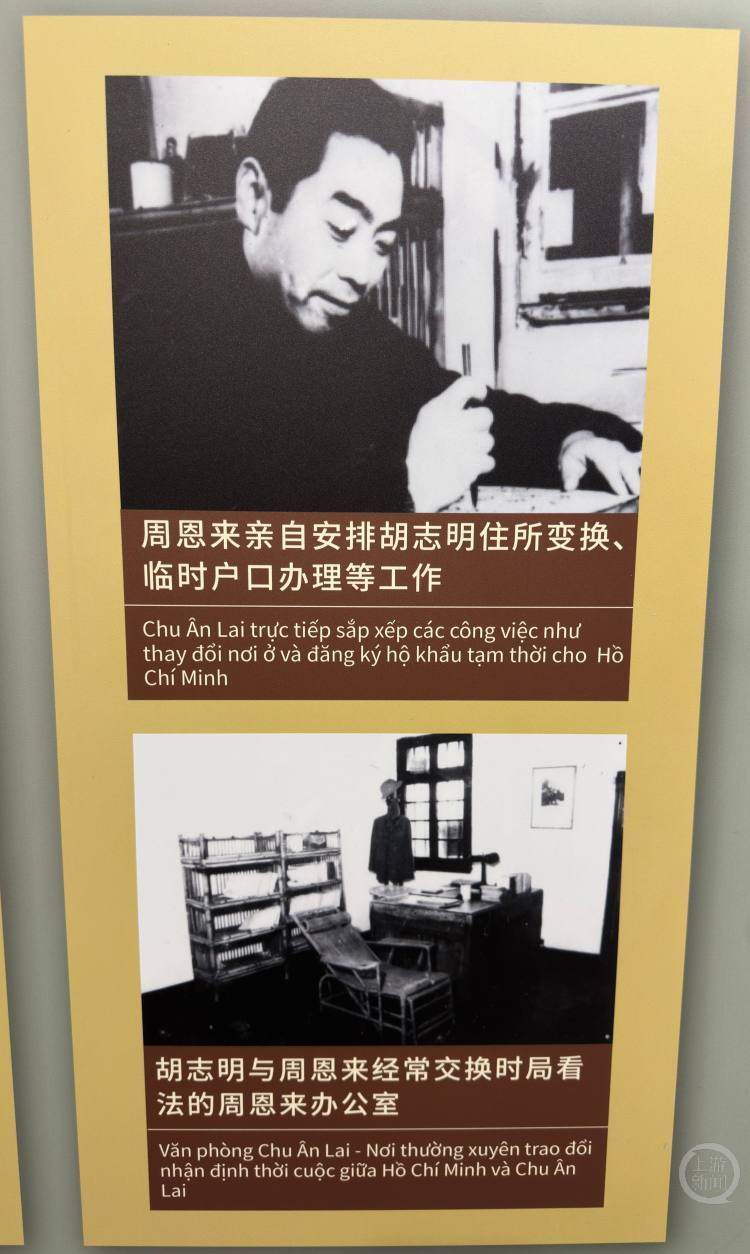 周恩来亲自安排胡志明住所变换、
临时户口办理等工作
Chu Ân Lai trực tiếp sắp xếp các công việc như
thay đổi nơi ở và đăng ký hộ khẩu tạm thời cho Hồ
Chí Minh
胡志明与周恩来经常交换时局看
法的周恩来办公室
Văn phòng Chu Ân Lai - Nơi thường xuyên trao đổi
nhận định thời cuộc giữa Hồ Chí Minh và Chu Ân
Lai
上游
新闻